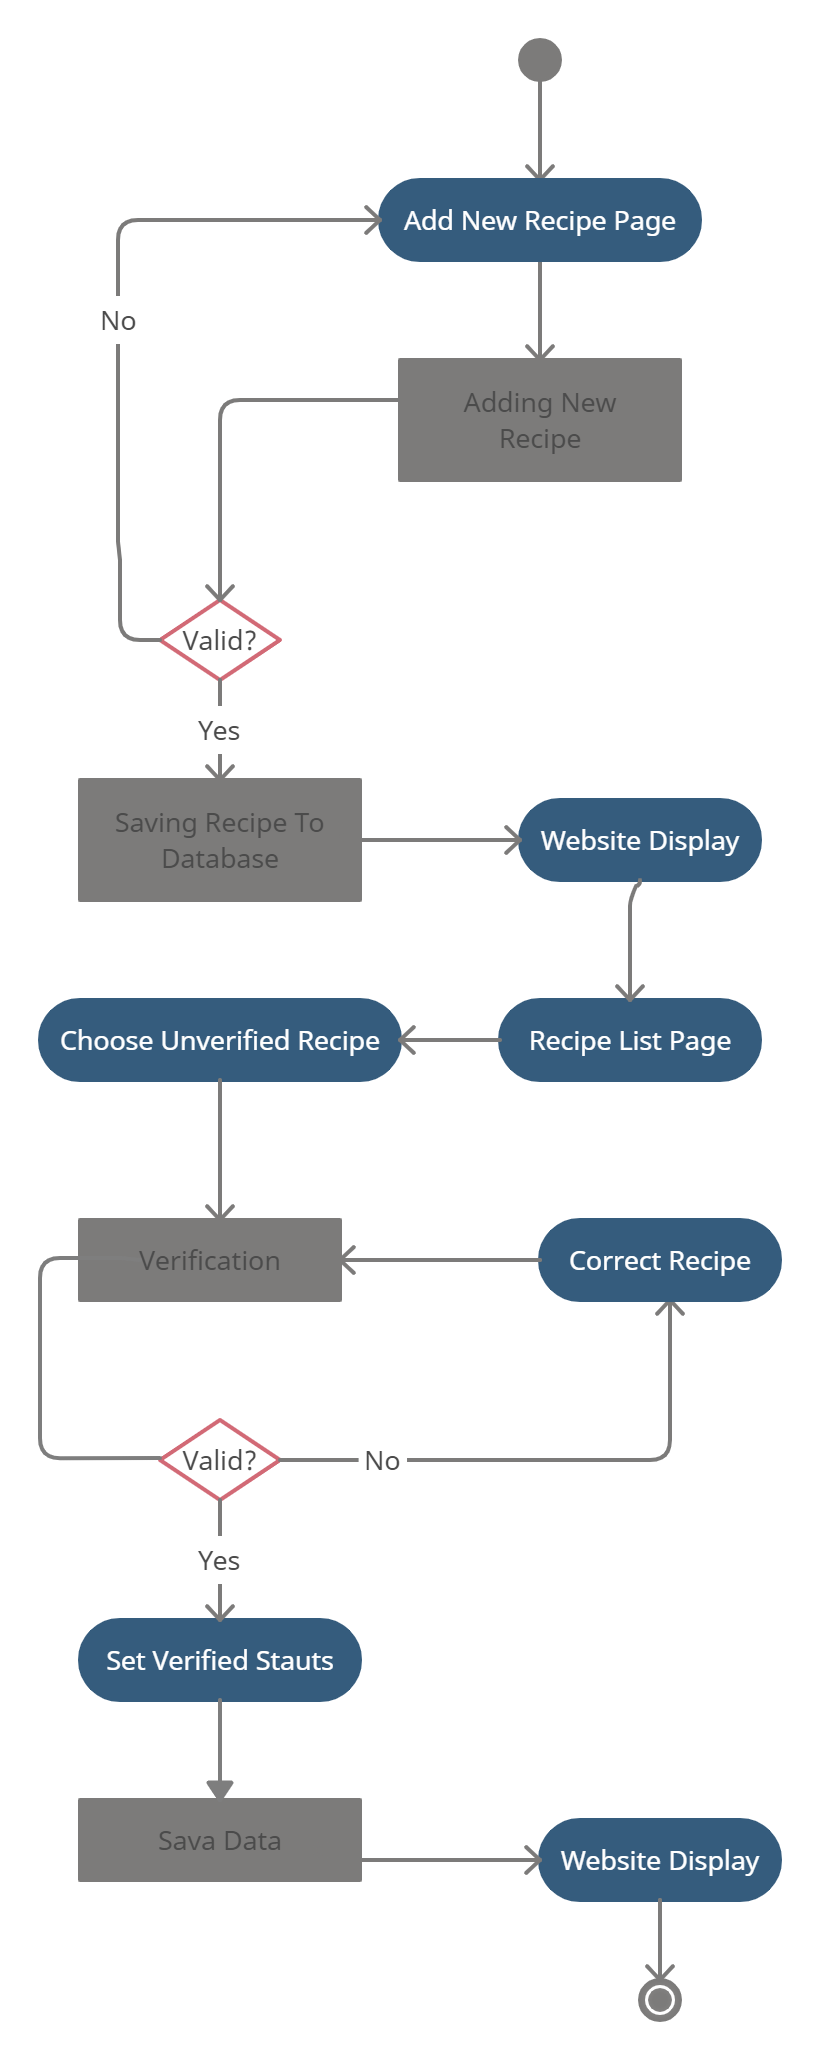 Add New Recipe Page
No
Adding New
Recipe
Valid?
Yes
Saving Recipe To
Database
Website Display
Recipe List Page
Choose Unverified Recipe
Verification
Correct Recipe
Valid?
No
Yes
Set Verified Stauts
Sava Data
Website Display